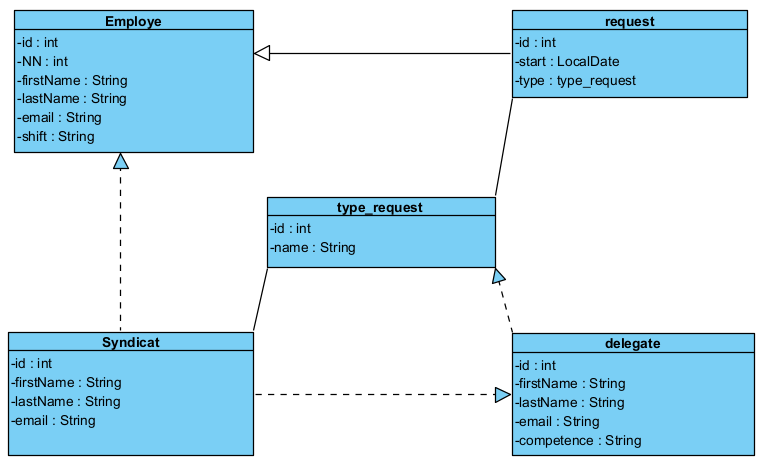 Employe
-id : int
-NN : int
-firstName : String
-lastName : String
-email : String
-shift : String
request
-id : int
-start : LocalDate
-type : type_request
type_request
-id : int
-name : String
Syndicat
-id : int
-firstName : String
-lastName : String
-email : String
delegate
-id : int
-firstName : String
-lastName : String
-email : String
-competence : String